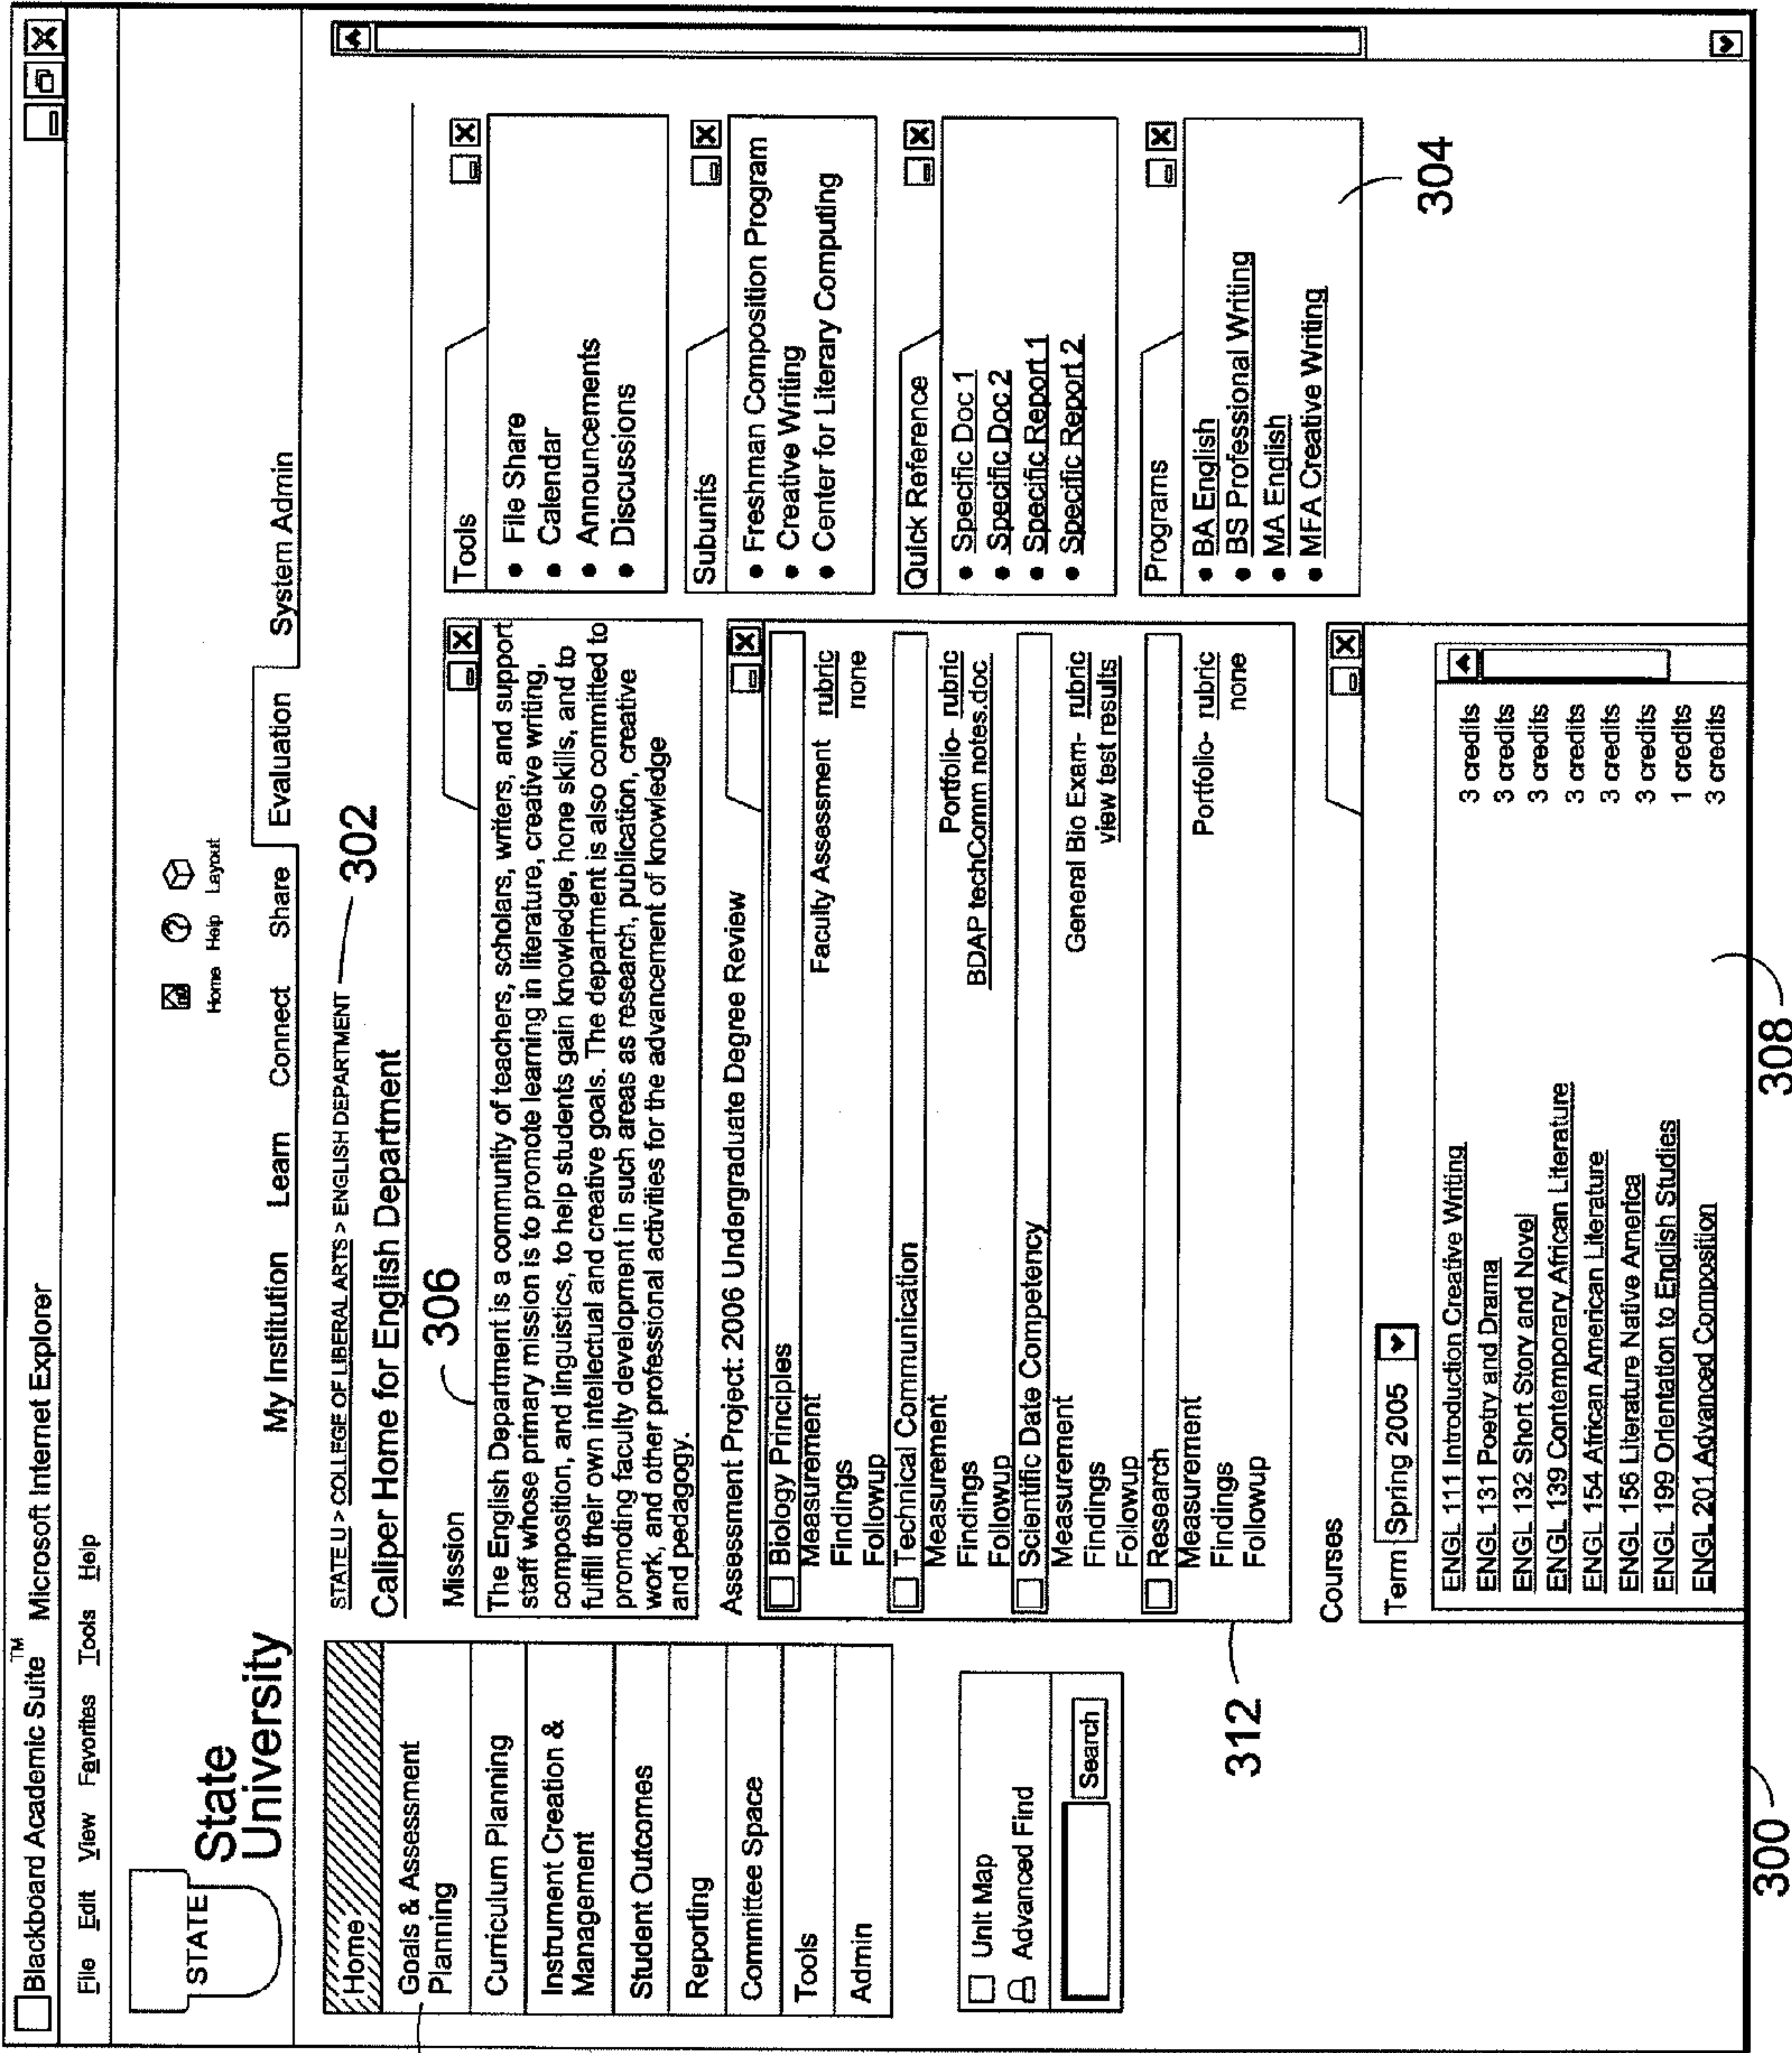 Blackboard Academic Suite™ Microsoft Internet Explorer
File Edit View Favorites Tools Help
Home Help Layout
STATE
State
University
My Institution Learn Connect Share Evaluation System Admin
Home
Goals & Assessment
Planning
Curriculum Planning
Instrument Creation &
Management
Student Outcomes
Reporting
Committee Space
Tools
Admin
Unit Map
Advanced Find
Search
STATE U > COLLEGE OF LIBERAL ARTS > ENGLISH DEPARTMENT
302
Caliper Home for English Department
306
Mission
The English Department is a community of teachers, scholars, writers, and support
staff whose primary mission is to promote learning in literature, creative writing,
composition, and linguistics, to help students gain knowledge, hone skills, and to
fulfill their own intellectual and creative goals. The department is also committed to
promoting faculty development in such areas as research, publication, creative
work, and other professional activities for the advancement of knowledge
and pedagogy.
Assessment Project: 2006 Undergraduate Degree Review
Biology Principles
Measurement Faculty Assessment rubric
Findings none
Followup
Technical Communication
Measurement Portfolio- rubric
Findings BDAP techComm notes.doc
Followup
Scientific Date Competency
Measurement General Bio Exam- rubric
Findings view test results
Followup
Research
Measurement Portfolio- rubric
Findings none
Followup
312
Courses
Term Spring 2005
ENGL 111 Introduction Creative Writing 3 credits
ENGL 131 Poetry and Drama 3 credits
ENGL 132 Short Story and Novel 3 credits
ENGL 139 Contemporary African Literature 3 credits
ENGL 154 African American Literature 3 credits
ENGL 156 Literature Native America 3 credits
ENGL 199 Orientation to English Studies 1 credits
ENGL 201 Advanced Composition 3 credits
308
Tools
• File Share
• Calendar
• Announcements
• Discussions
Subunits
• Freshman Composition Program
• Creative Writing
• Center for Literary Computing
Quick Reference
• Specific Doc 1
• Specific Doc 2
• Specific Report 1
• Specific Report 2
Programs
• BA English
• BS Professional Writing
• MA English
• MFA Creative Writing
304
300